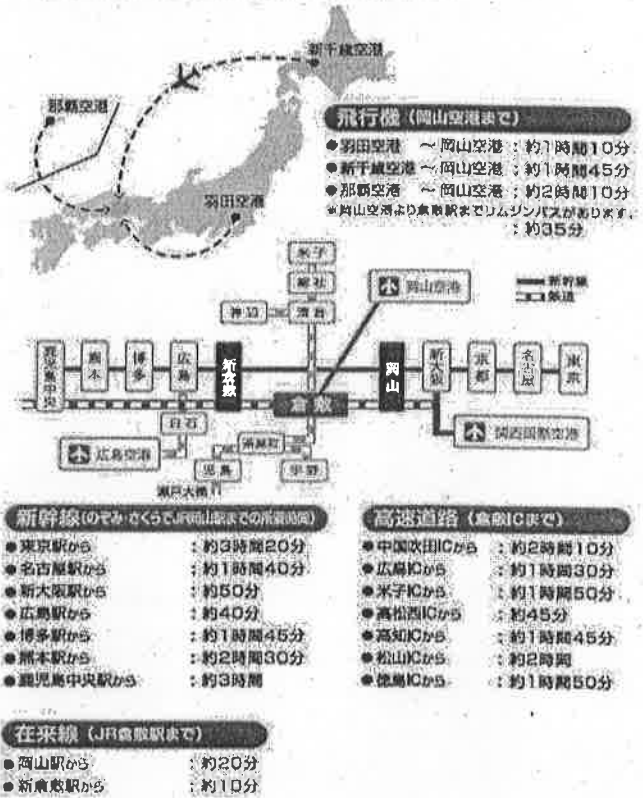 新千歳空港
那覇空港
羽田空港
飛行機（岡山空港まで）
●羽田空港 ～岡山空港：約1時間10分
●新千歳空港～岡山空港：約1時間45分
●那覇空港 ～岡山空港：約2時間10分
※岡山空港より倉敷駅までリムジンバスがあります。
：約35分
米子
総社
神辺
清音
岡山空港
新幹線
鉄道
鹿児島中央
熊本
博多
広島
新倉敷
岡山
新大阪
京都
名古屋
東京
倉敷
白石
広島空港
児島
茶屋町
早野
瀬戸大橋
関西国際空港
新幹線（のぞみ・さくらでJR岡山駅までの所要時間）
●東京駅から ：約3時間20分
●名古屋駅から ：約1時間40分
●新大阪駅から ：約50分
●広島駅から ：約40分
●博多駅から ：約1時間45分
●熊本駅から ：約2時間30分
●鹿児島中央駅から ：約3時間
高速道路（倉敷ICまで）
●中国吹田ICから ：約2時間10分
●広島ICから ：約1時間30分
●米子ICから ：約1時間50分
●高松西ICから ：約45分
●高知ICから ：約1時間45分
●松山ICから ：約2時間
●徳島ICから ：約1時間50分
在来線（JR倉敷駅まで）
●岡山駅から ：約20分
●新倉敷駅から ：約10分